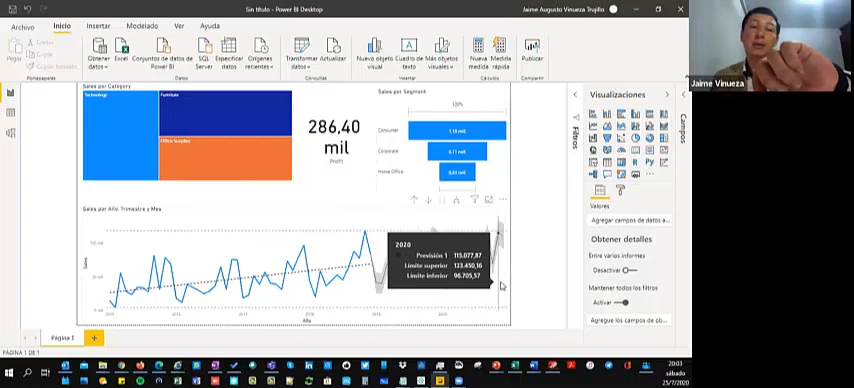 Sin título - Power BI Desktop
Jaime Augusto Vinueza Trujillo
Archivo Inicio Insertar Modelado Ver Ayuda
Pegar
Cortar
Copiar
Copiar formato
Portapapeles
Obtener datos
Excel
Conjuntos de datos de Power BI
SQL Server
Especificar datos
Orígenes recientes
Datos
Transformar datos
Actualizar
Consultas
Nuevo objeto visual
Cuadro de texto
Más objetos visuales
Insertar
Nueva medida
Medida rápida
Cálculos
Publicar
Compartir
Jaime Vinueza
Sales by Category
Technology
Furniture
Office Supplies
286,40
mil
Profit
Sales por Segment
100%
Consumer
1,16 mill
Corporate
0,71 mill
Home Office
0,43 mill
Sales por Año, Trimestre y Mes
Sales
2020
Previsión 1 115.077,87
Límite superior 133.450,16
Límite inferior 96.705,57
Año
Filtros
Visualizaciones
Campos
R Py
Valores
Agregar campos de datos a...
Obtener detalles
Entre varios informes
Desactivar
Mantener todos los filtros
Activar
Agregue los campos de ob...
Página 1
PÁGINA 1 DE 1
20:03
sábado
25/7/2020